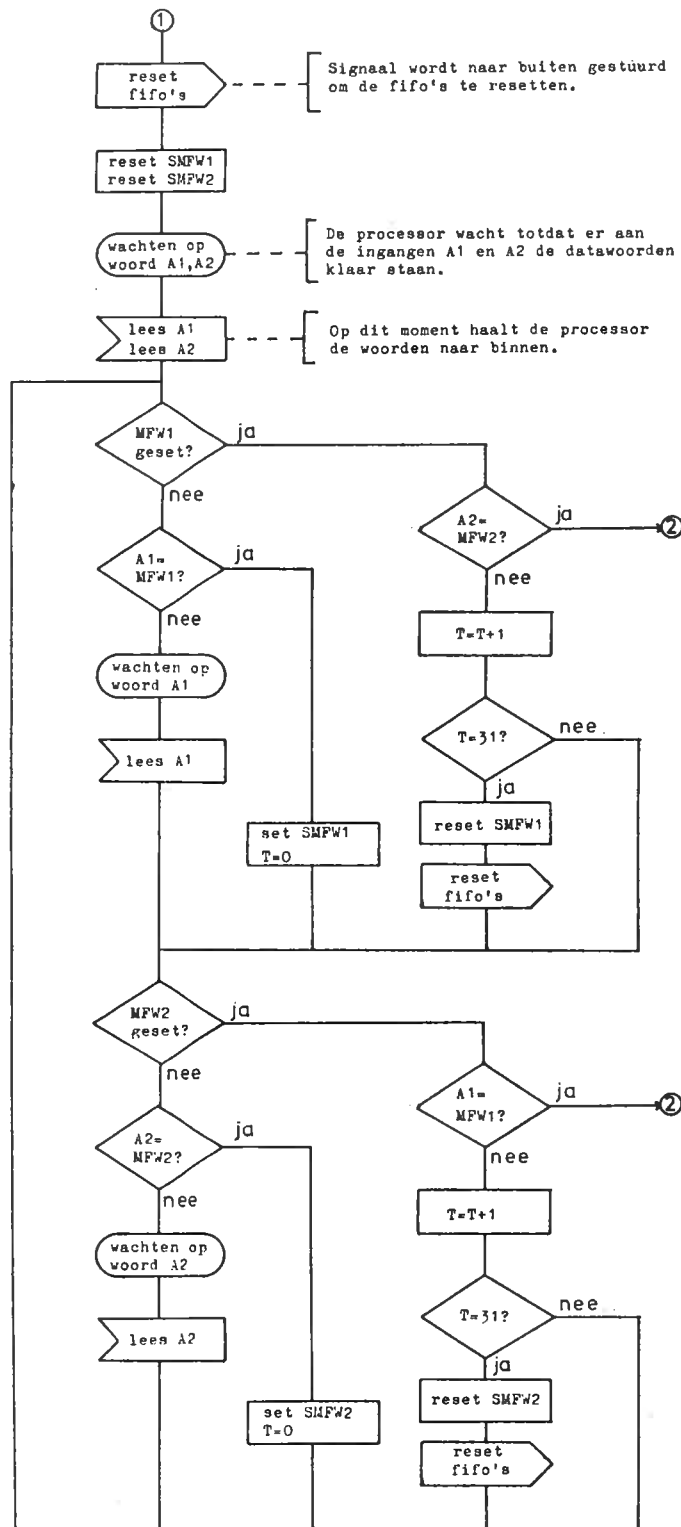 1
reset
fifo's
Signaal wordt naar buiten gestuurd
om de fifo's te resetten.
reset SMFW1
reset SMFW2
wachten op
woord A1,A2
De processor wacht totdat er aan
de ingangen A1 en A2 de datawoorden
klaar staan.
lees A1
lees A2
Op dit moment haalt de processor
de woorden naar binnen.
MFW1
geset?
ja
nee
A2=
MFW2?
ja
2
nee
A1=
MFW1?
ja
nee
T=T+1
wachten op
woord A1
T=31?
nee
ja
lees A1
set SMFW1
T=0
reset SMFW1
reset
fifo's
MFW2
geset?
ja
nee
A1=
MFW1?
ja
2
nee
A2=
MFW2?
ja
nee
T=T+1
wachten op
woord A2
T=31?
nee
ja
lees A2
set SMFW2
T=0
reset SMFW2
reset
fifo's